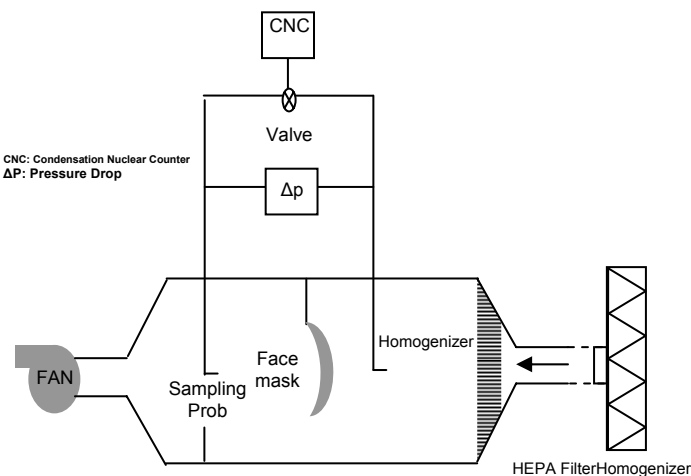 CNC
Valve
CNC: Condensation Nuclear Counter
ΔP: Pressure Drop
Δp
FAN
Sampling
Prob
Face
mask
Homogenizer
HEPA FilterHomogenizer